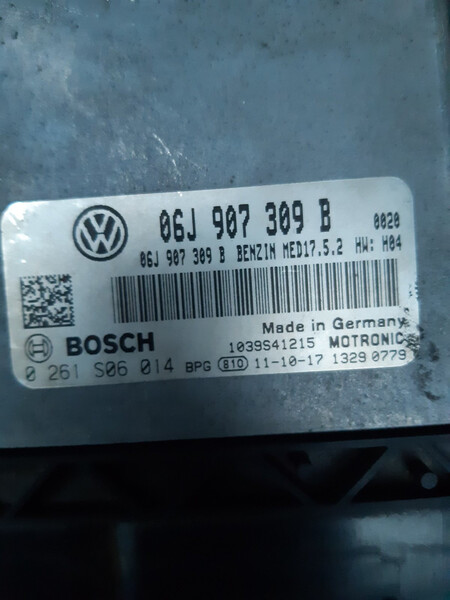 06J 907 309 B 0020
06J 907 309 B BENZIN MED17.5.2 HW: H04
Made in Germany
BOSCH 1039S41215 MOTRONIC
0 261 S06 014 BPG 810 11-10-17 1329 0779